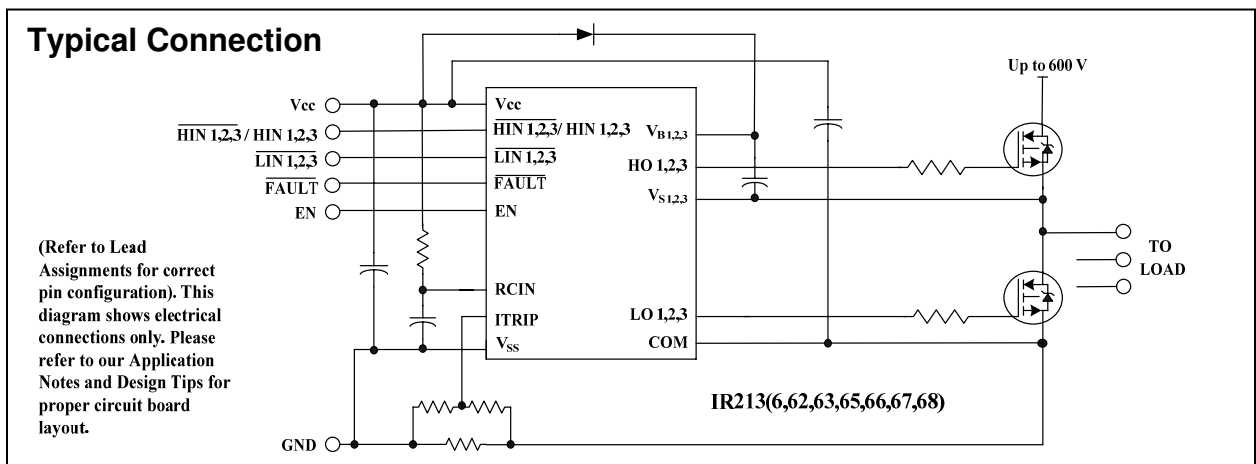 Typical Connection
Up to 600 V
Vcc
HIN 1,2,3 / HIN 1,2,3
LIN 1,2,3
FAULT
EN
Vcc
HIN 1,2,3/ HIN 1,2,3
LIN 1,2,3
FAULT
EN
RCIN
ITRIP
VSS
VB1,2,3
HO 1,2,3
VS1,2,3
LO 1,2,3
COM
TO
LOAD
(Refer to Lead
Assignments for correct
pin configuration). This
diagram shows electrical
connections only. Please
refer to our Application
Notes and Design Tips for
proper circuit board
layout.
IR213(6,62,63,65,66,67,68)
GND